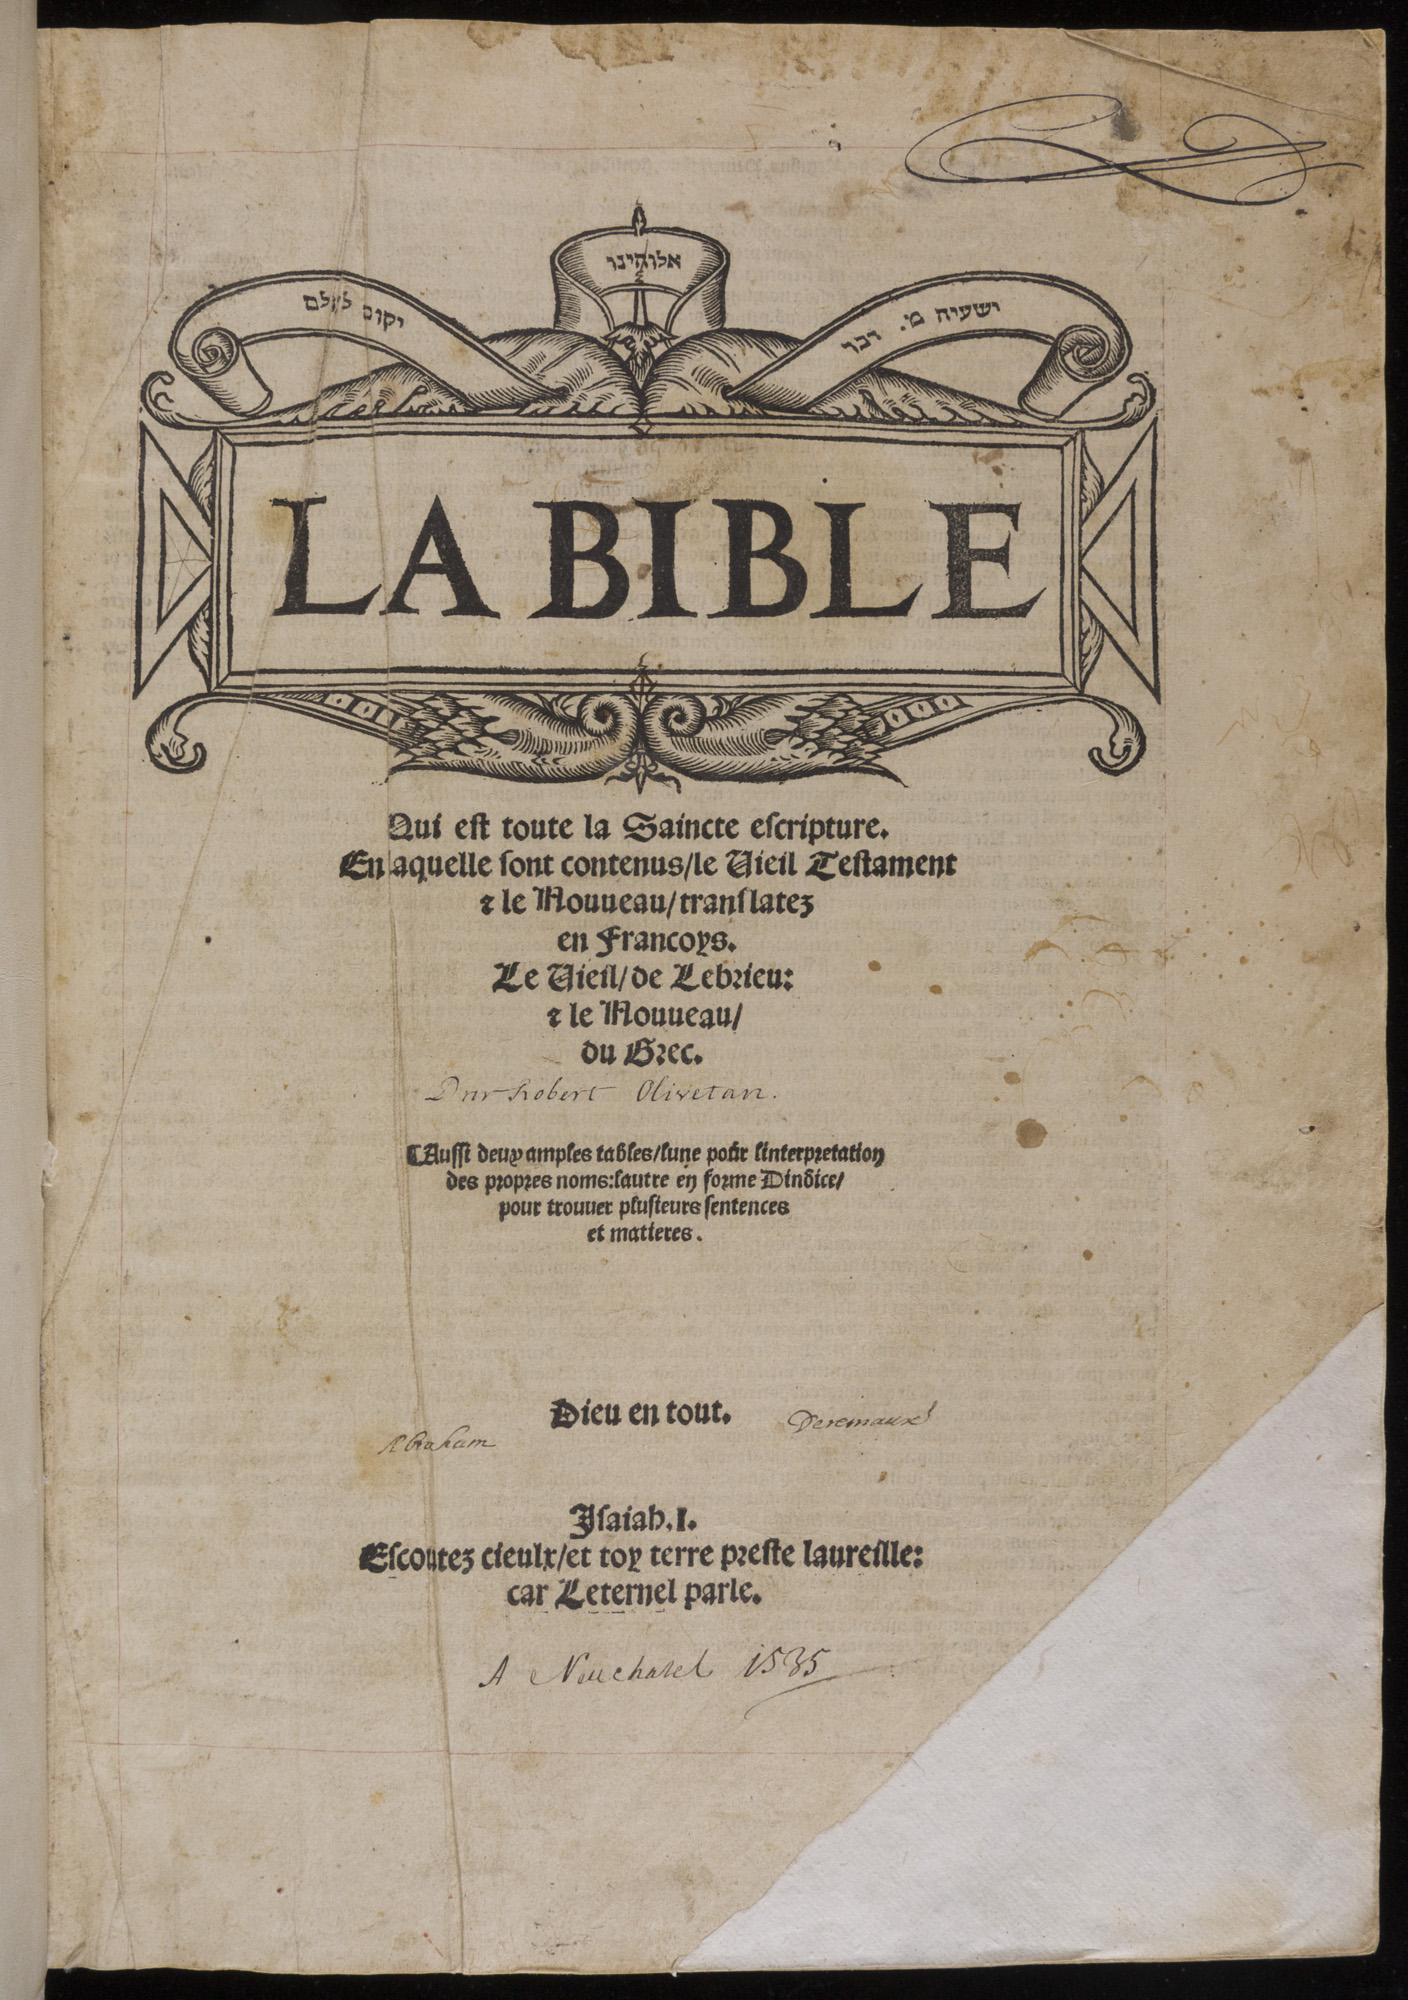 אלוהינו
ישעיה מ. דבר
יקום לעלם
LA BIBLE
Qui eſt toute la Saincte eſcripture.
En laquelle ſont contenus/le Vieil Teſtament
⁊ le Nouueau/tranſlatez
en Francoys.
Le Vieil/de Lebrieu:
⁊ le Nouueau/
du Grec.
Par Robert Olivetan.
¶Auſſi deux amples tables/lune pour linterpretation
des propres noms:lautre en forme Dindice/
pour trouuer pluſieurs ſentences
et matieres.
Dieu en tout.
Abraham Deremaux
Iſaiah.I.
Eſcoutez cieulx/et toy terre preſte laureille:
car Leternel parle.
A Neuchatel 1535